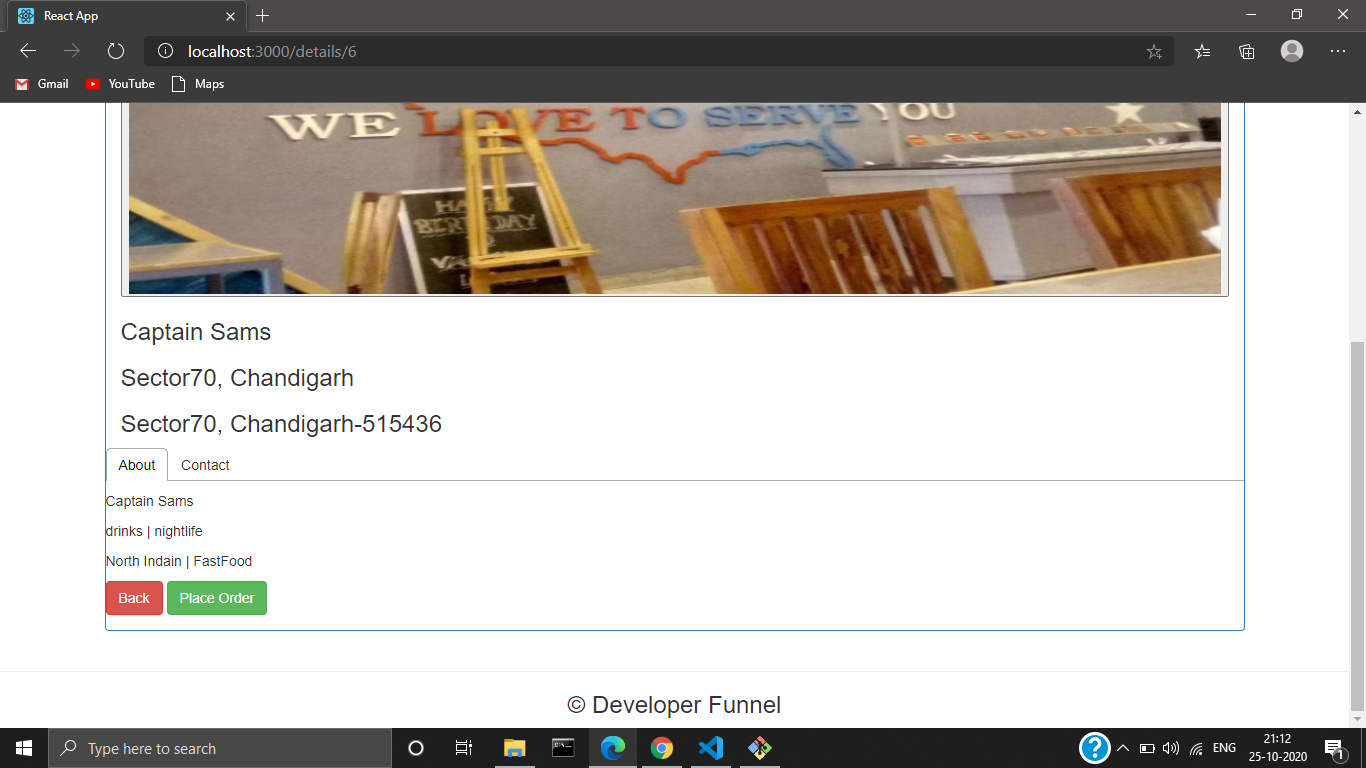 React App
localhost:3000/details/6
Gmail YouTube Maps
WE LOVE TO SERVE YOU
HAPPY
BIRTHDAY
Captain Sams
Sector70, Chandigarh
Sector70, Chandigarh-515436
About Contact
Captain Sams
drinks | nightlife
North Indain | FastFood
Back Place Order
© Developer Funnel
Type here to search
ENG
21:12
25-10-2020
1